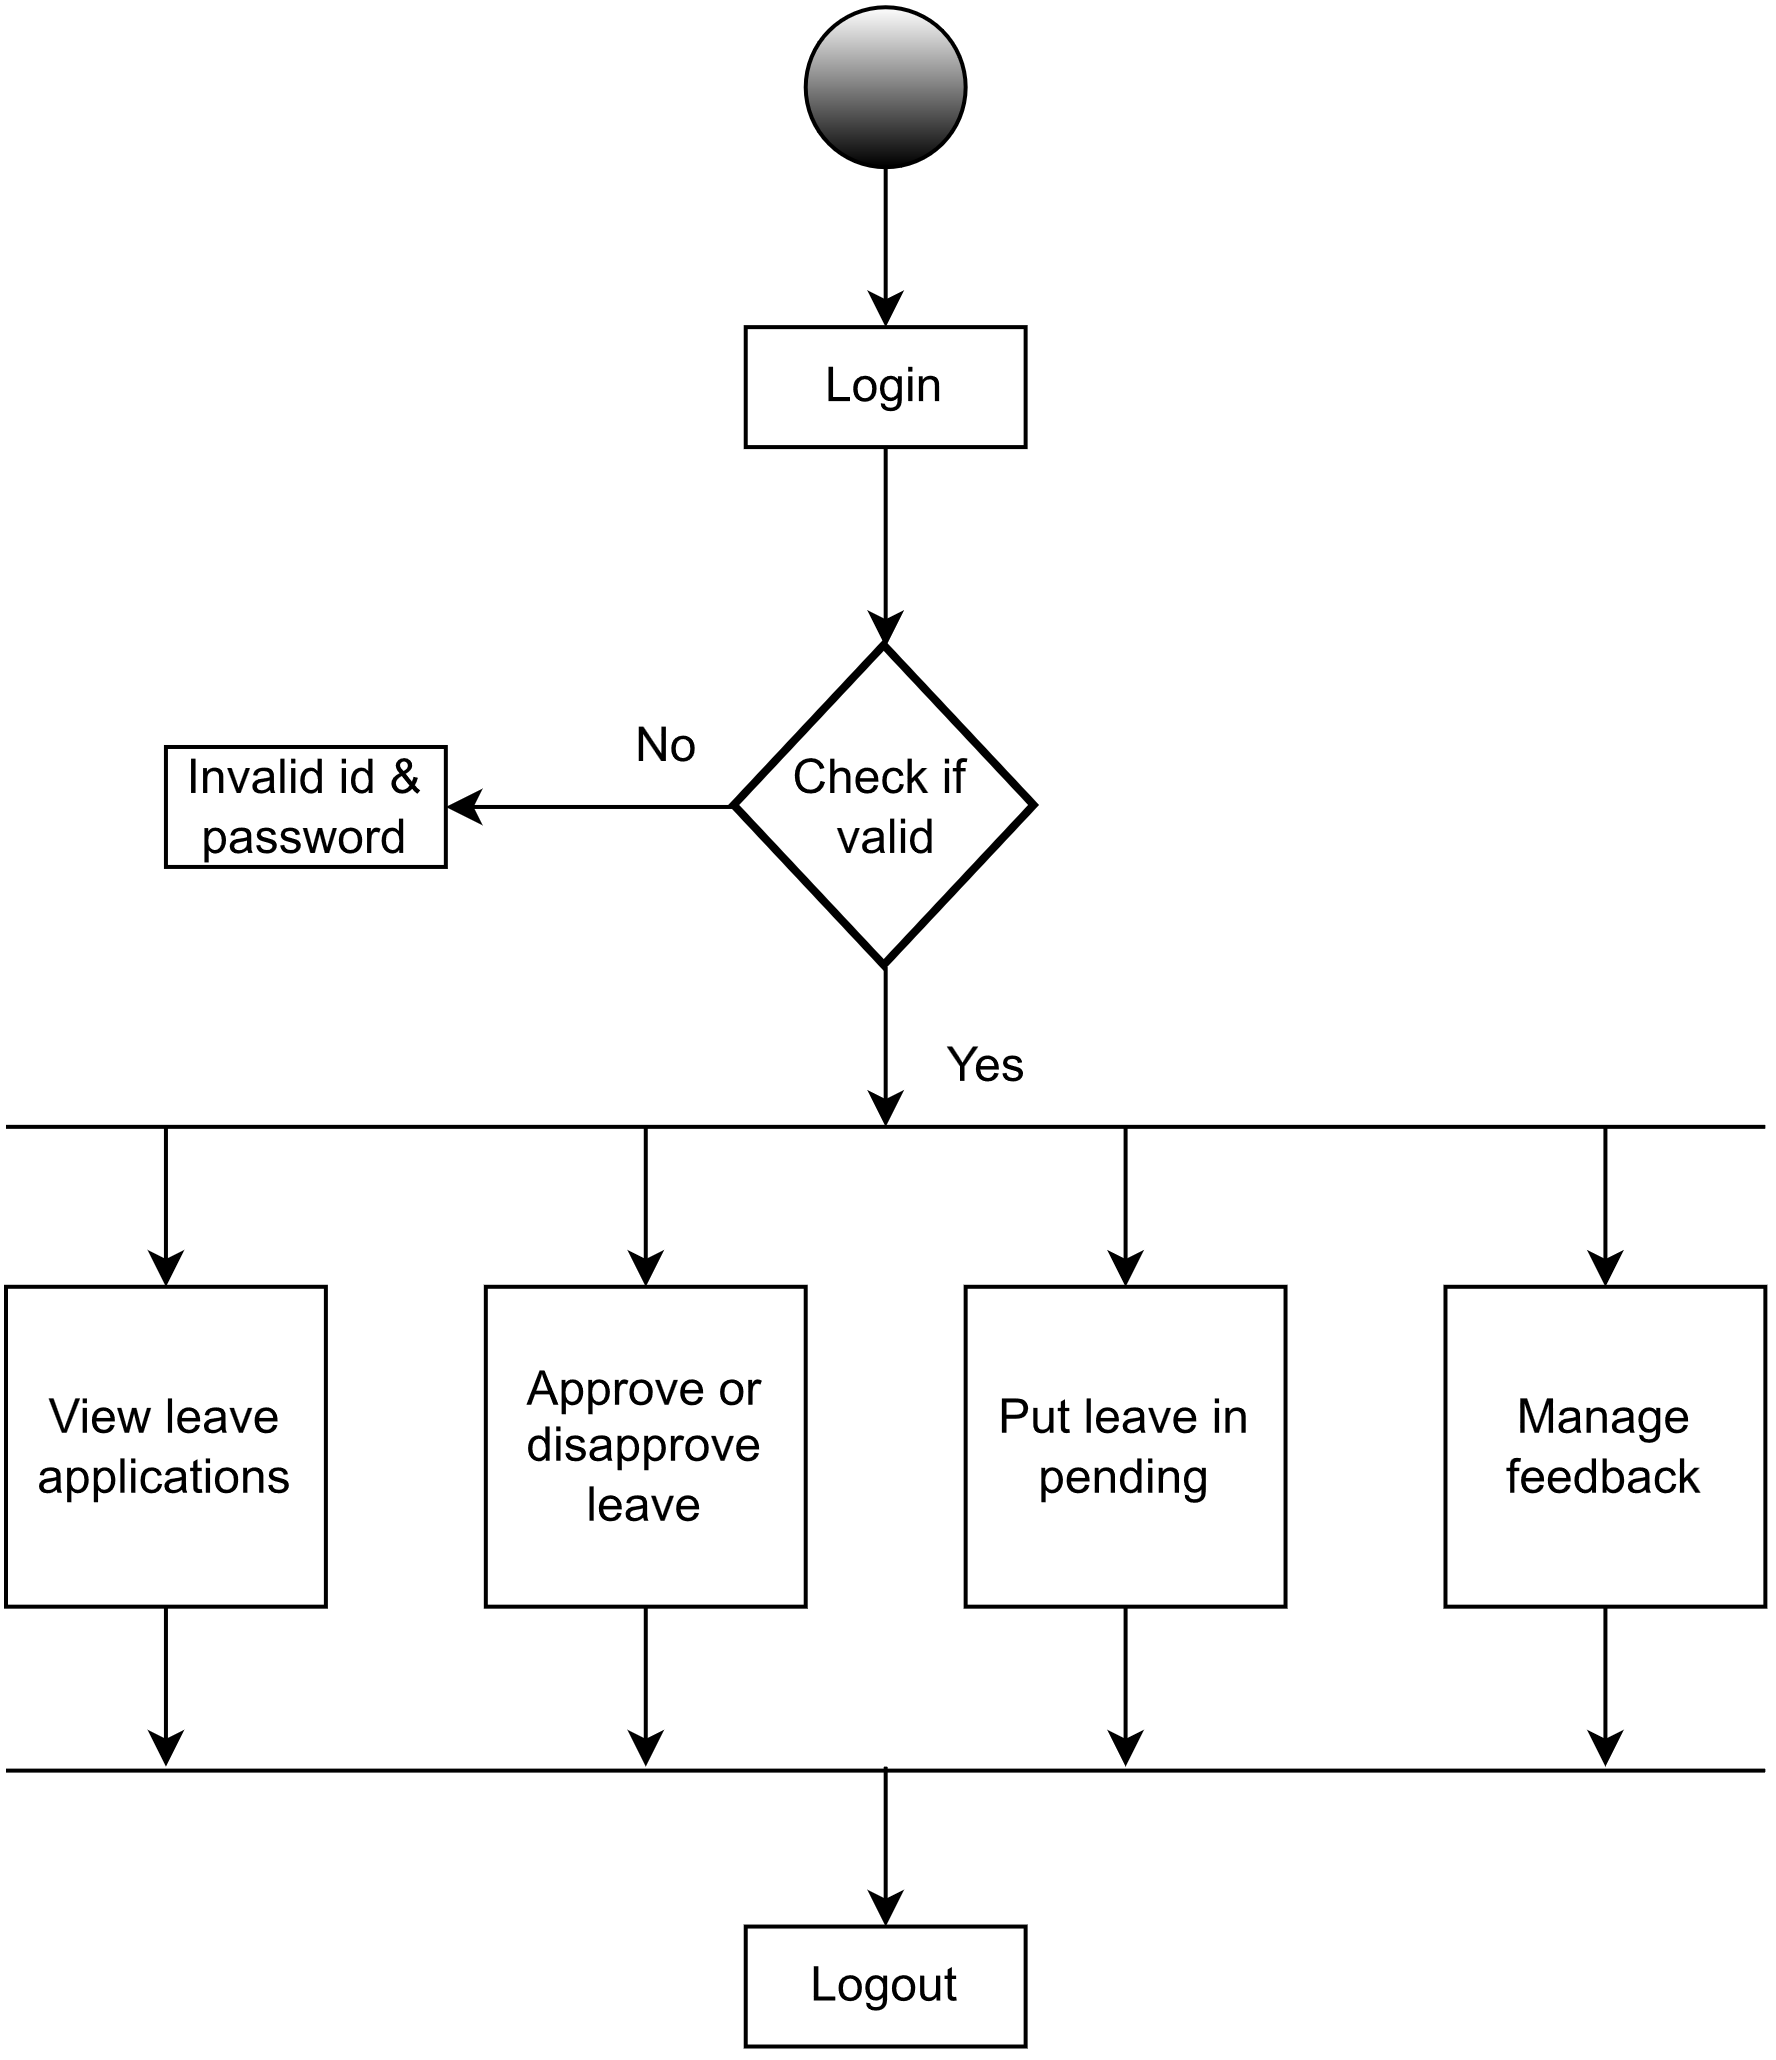 Login
No
Invalid id &
password
Check if
valid
Yes
View leave
applications
Approve or
disapprove
leave
Put leave in
pending
Manage
feedback
Logout